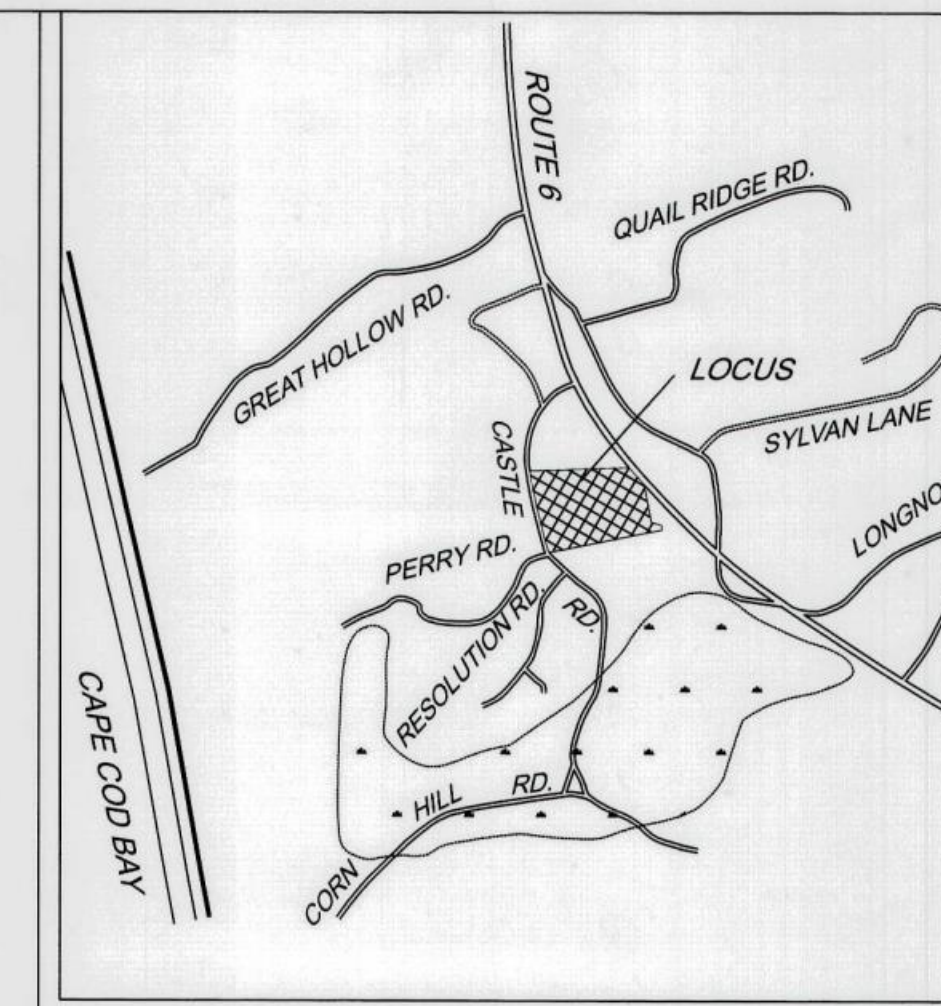 ROUTE 6
QUAIL RIDGE RD.
GREAT HOLLOW RD.
LOCUS
SYLVAN LANE
CASTLE
LONGNO
PERRY RD.
RESOLUTION RD.
RD.
CAPE COD BAY
HILL
RD.
CORN